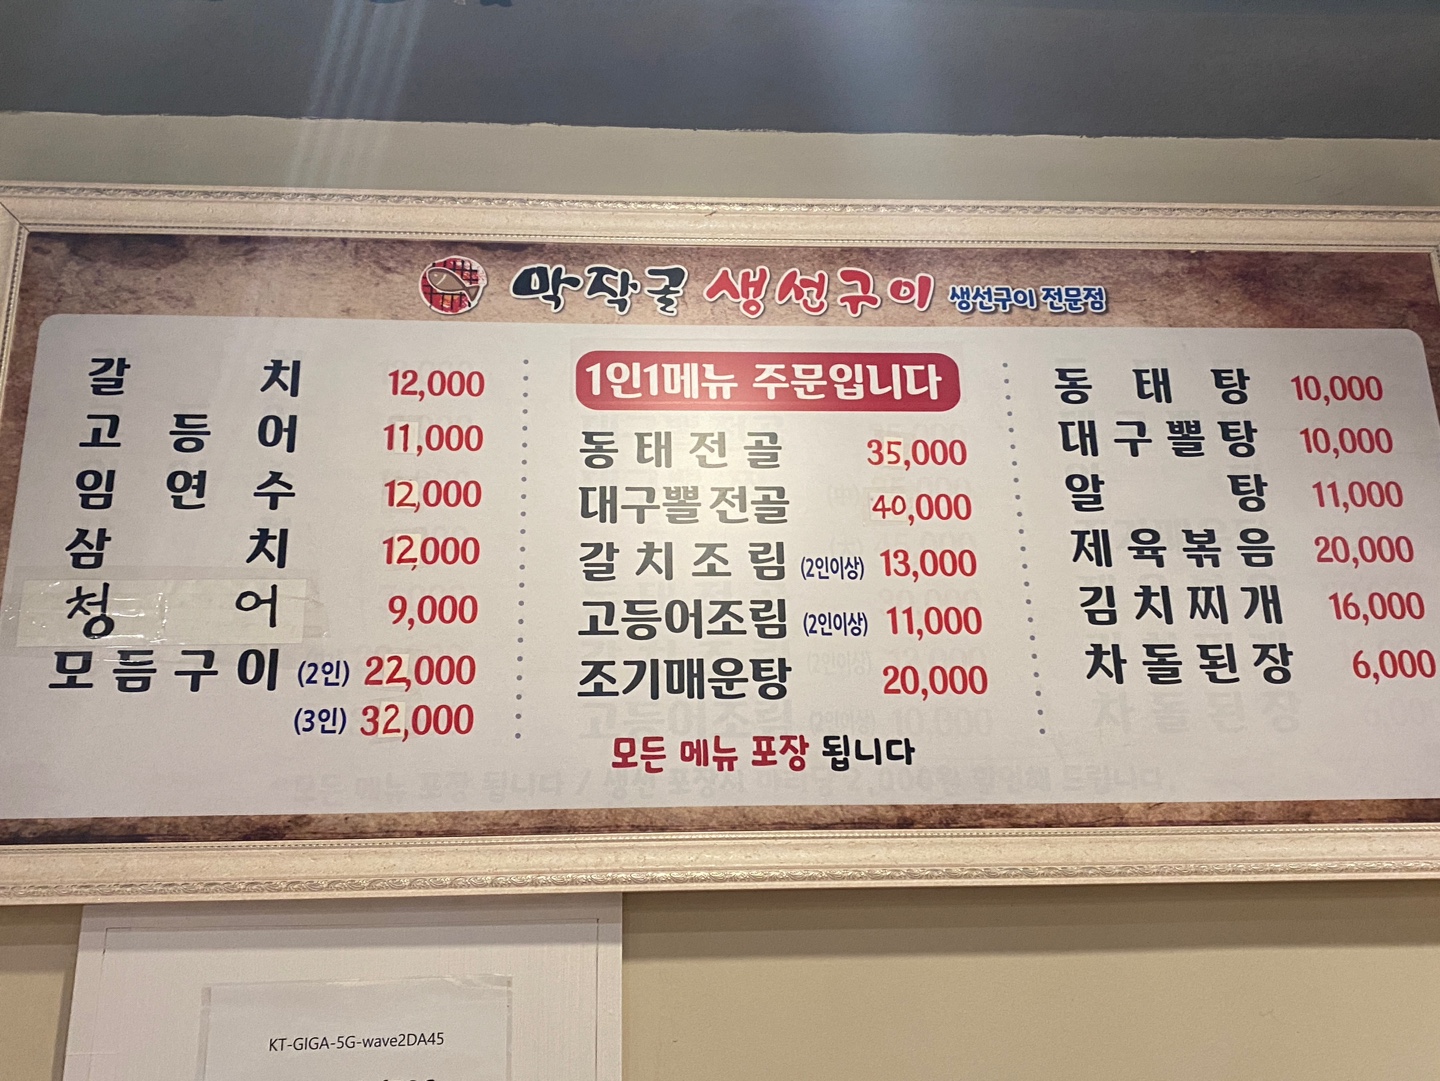 막작골 생선구이 생선구이 전문점
갈치 12,000
고등어 11,000
임연수 12,000
삼치 12,000
청어 9,000
모듬구이 (2인) 22,000
(3인) 32,000
1인1메뉴 주문입니다
동태전골 35,000
대구뽈전골 40,000
갈치조림 (2인이상) 13,000
고등어조림 (2인이상) 11,000
조기매운탕 20,000
모든 메뉴 포장 됩니다
동태탕 10,000
대구뽈탕 10,000
알탕 11,000
제육볶음 20,000
김치찌개 16,000
차돌된장 6,000
KT-GIGA-5G-wave2DA45